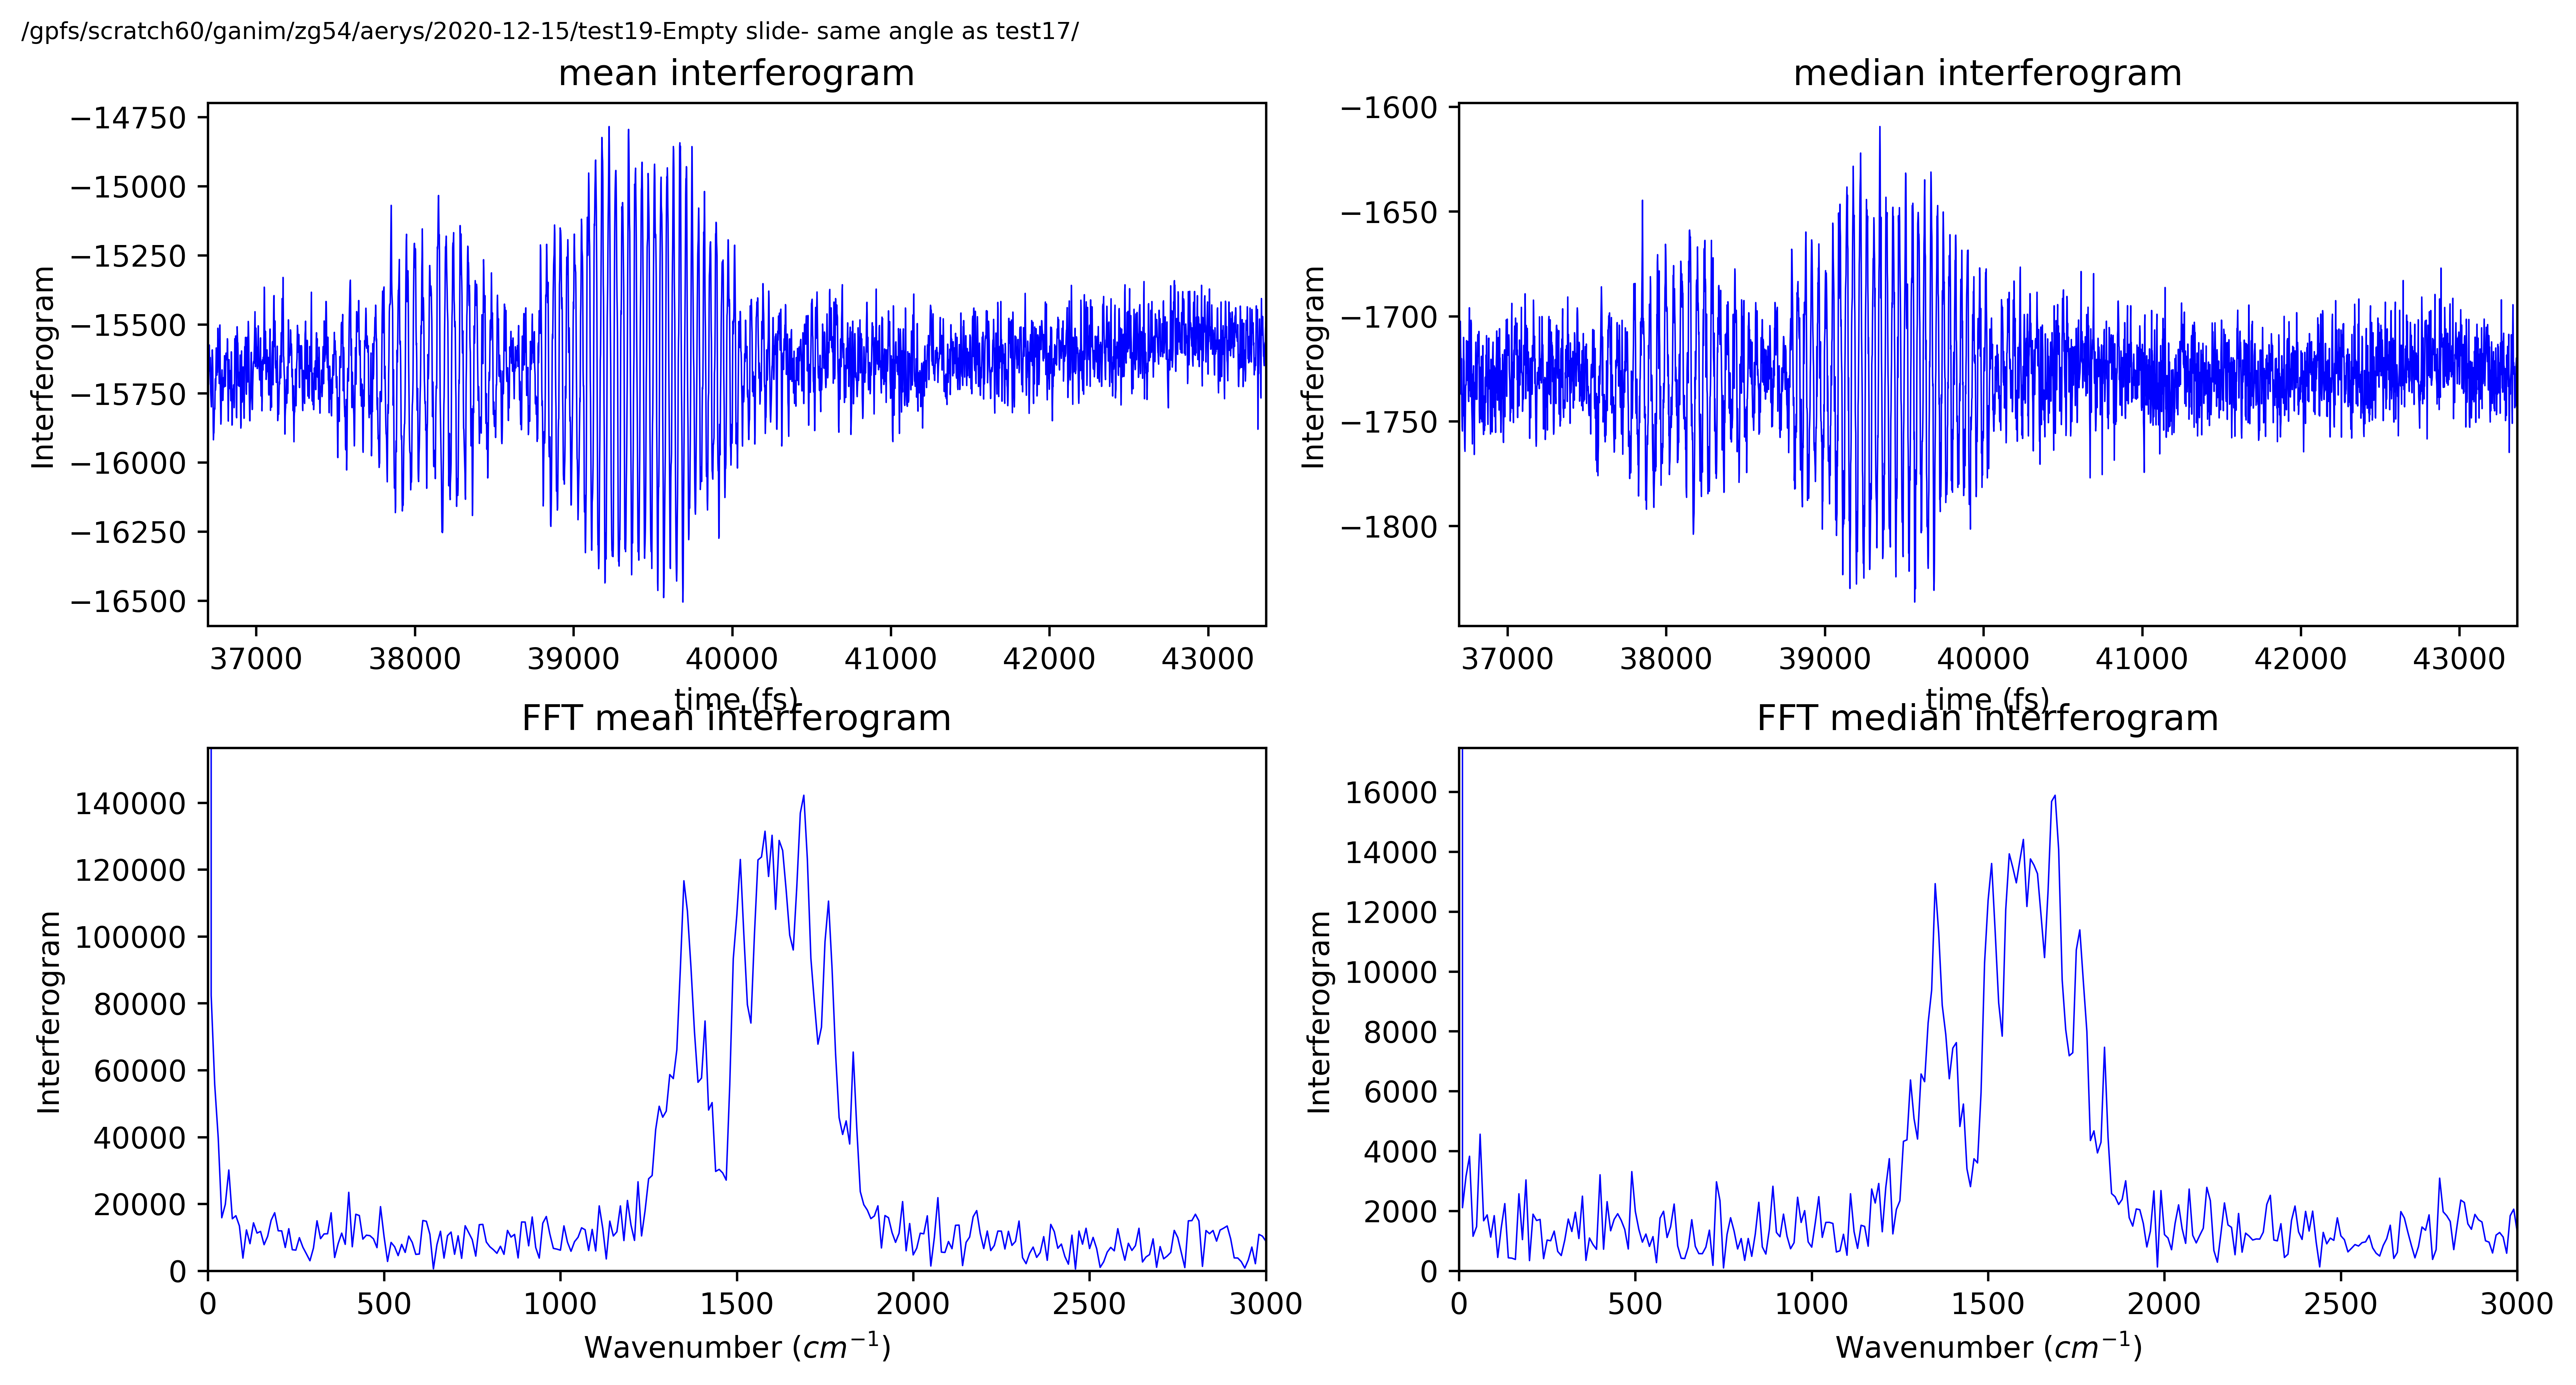 /gpfs/scratch60/ganim/zg54/aerys/2020-12-15/test19-Empty slide- same angle as test17/
mean interferogram
−14750
−15000
−15250
−15500
−15750
−16000
−16250
−16500
Interferogram
37000 38000 39000 40000 41000 42000 43000
time (fs)
median interferogram
−1600
−1650
−1700
−1750
−1800
Interferogram
37000 38000 39000 40000 41000 42000 43000
time (fs)
FFT mean interferogram
140000
120000
100000
80000
60000
40000
20000
0
Interferogram
0 500 1000 1500 2000 2500 3000
Wavenumber (cm⁻¹)
FFT median interferogram
16000
14000
12000
10000
8000
6000
4000
2000
0
Interferogram
0 500 1000 1500 2000 2500 3000
Wavenumber (cm⁻¹)